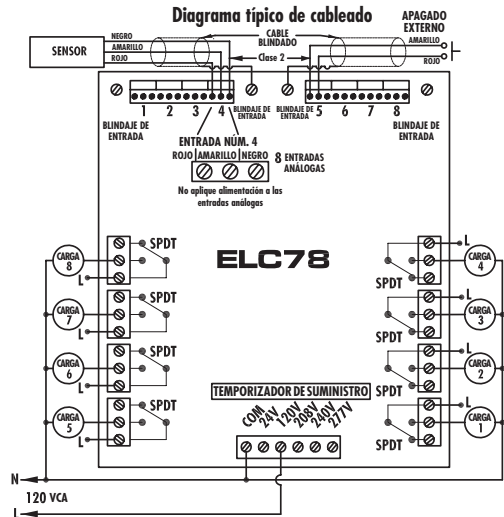 Diagrama típico de cableado
NEGRO
AMARILLO
ROJO
SENSOR
CABLE
BLINDADO
Clase 2
APAGADO
EXTERNO
AMARILLO
ROJO
1 2 3 4
5 6 7 8
BLINDAJE DE
ENTRADA
BLINDAJE DE
ENTRADA
BLINDAJE DE
ENTRADA
BLINDAJE DE
ENTRADA
ENTRADA NÚM. 4
ROJO AMARILLO NEGRO
8 ENTRADAS
ANÁLOGAS
No aplique alimentación a las
entradas análogas
ELC78
CARGA
8
SPDT
L
CARGA
7
SPDT
L
CARGA
6
SPDT
L
CARGA
5
SPDT
L
L
CARGA
4
SPDT
L
CARGA
3
SPDT
L
CARGA
2
SPDT
L
CARGA
1
SPDT
TEMPORIZADOR DE SUMINISTRO
COM 24V 120V 208V 240V 277V
N
120 VCA
L